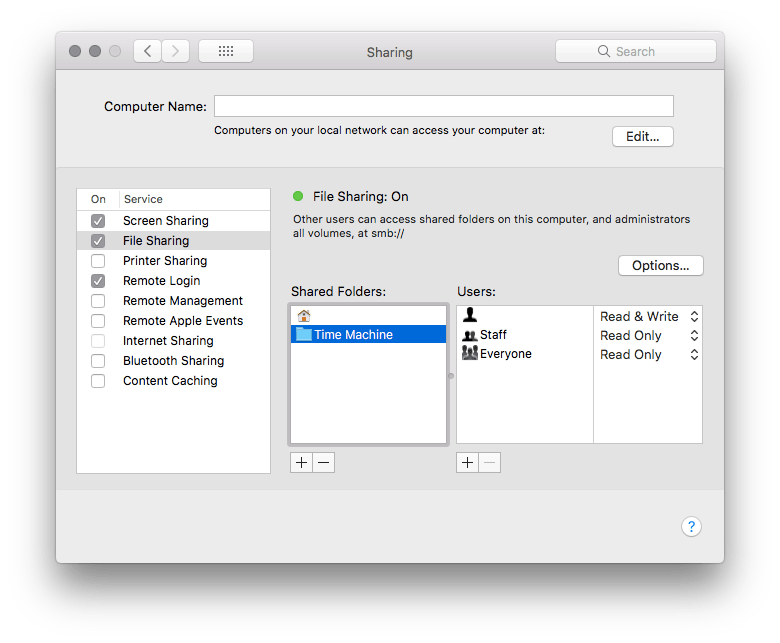 Sharing
Search
Computer Name:
Computers on your local network can access your computer at:
Edit...
On Service
Screen Sharing
File Sharing
Printer Sharing
Remote Login
Remote Management
Remote Apple Events
Internet Sharing
Bluetooth Sharing
Content Caching
File Sharing: On
Other users can access shared folders on this computer, and administrators
all volumes, at smb://
Options...
Shared Folders:
Time Machine
Users:
Read & Write
Staff Read Only
Everyone Read Only
?